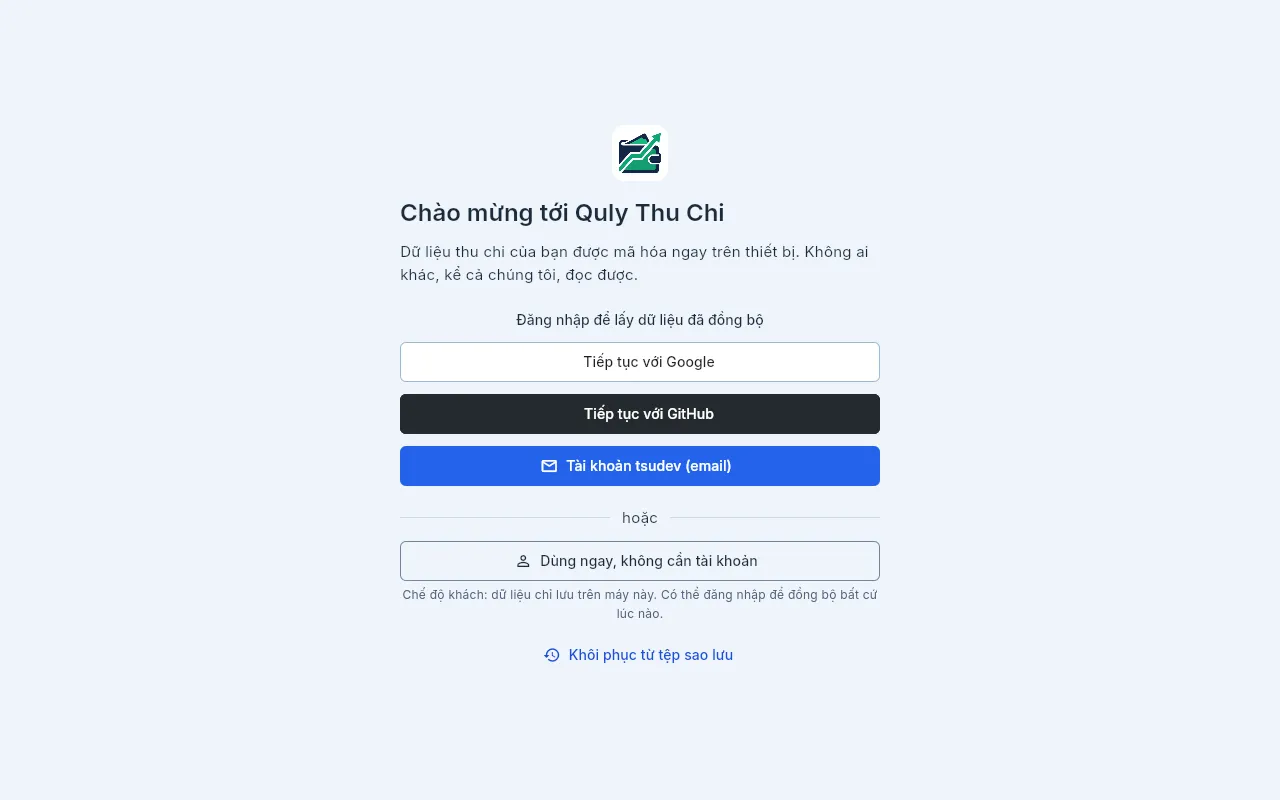 Chào mừng tới Quly Thu Chi
Dữ liệu thu chi của bạn được mã hóa ngay trên thiết bị. Không ai
khác, kể cả chúng tôi, đọc được.
Đăng nhập để lấy dữ liệu đã đồng bộ
Tiếp tục với Google
Tiếp tục với GitHub
Tài khoản tsudev (email)
hoặc
Dùng ngay, không cần tài khoản
Chế độ khách: dữ liệu chỉ lưu trên máy này. Có thể đăng nhập để đồng bộ bất cứ
lúc nào.
Khôi phục từ tệp sao lưu